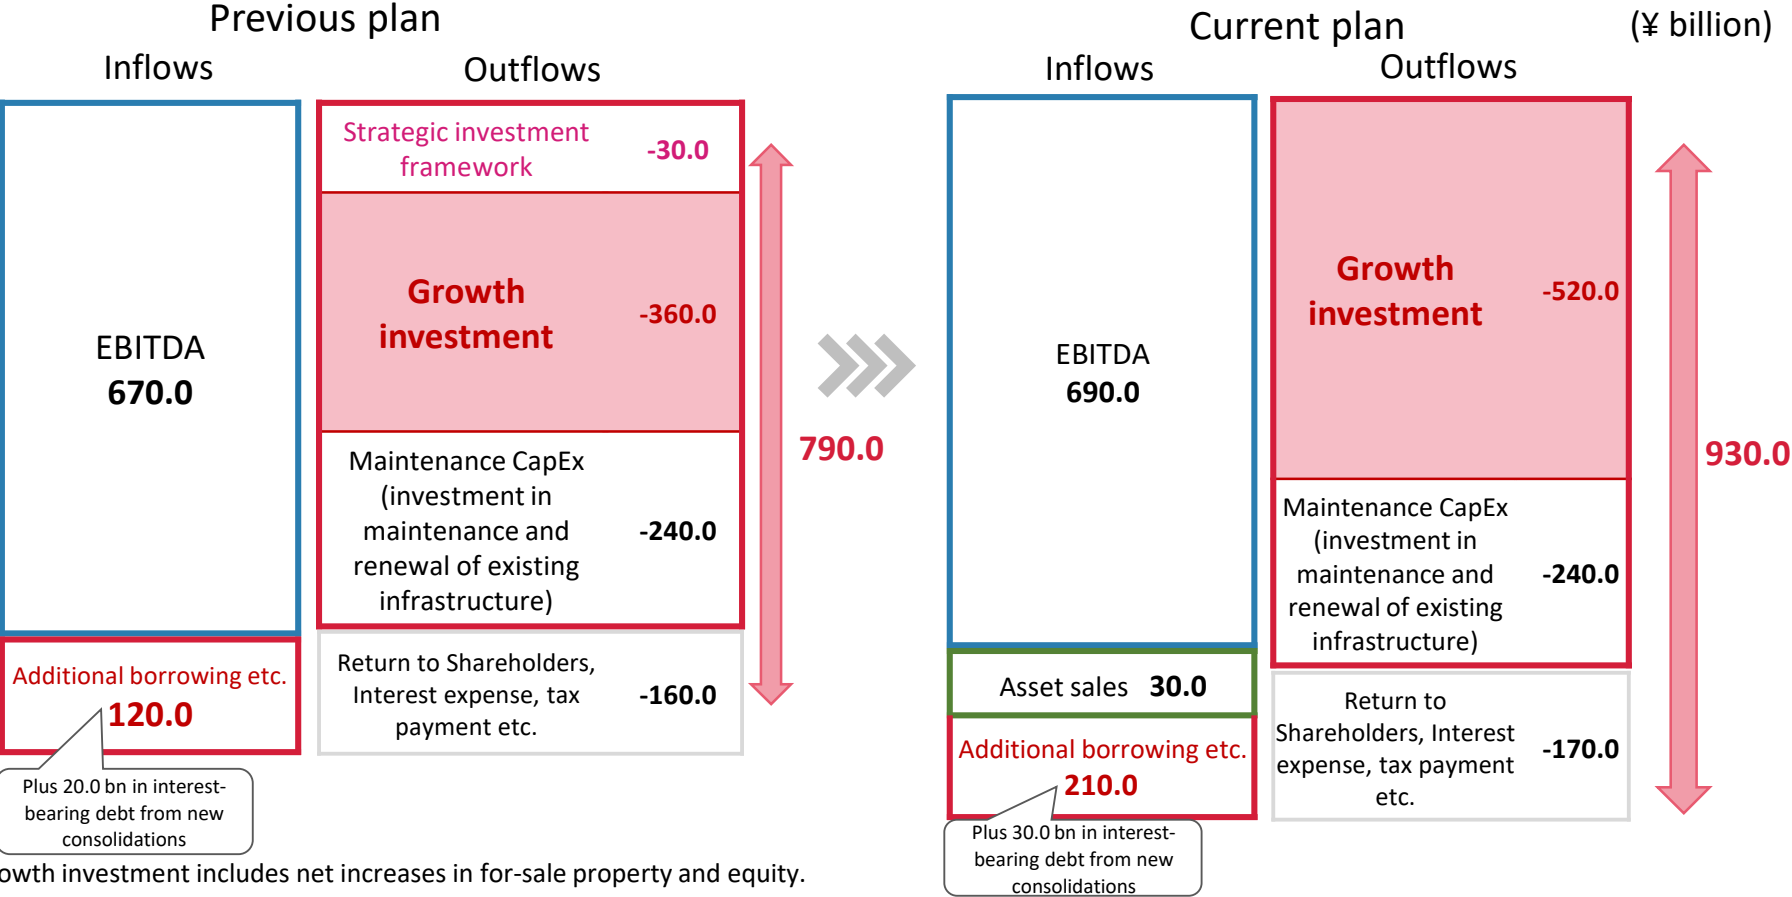 Previous plan
Inflows
Outflows
EBITDA
670.0
Additional borrowing etc.
120.0
Plus 20.0 bn in interest-
bearing debt from new
consolidations
Strategic investment
framework
-30.0
Growth
investment
-360.0
Maintenance CapEx
(investment in
maintenance and
renewal of existing
infrastructure)
-240.0
Return to Shareholders,
Interest expense, tax
payment etc.
-160.0
790.0
Current plan
(¥ billion)
Inflows
Outflows
EBITDA
690.0
Asset sales 30.0
Additional borrowing etc.
210.0
Plus 30.0 bn in interest-
bearing debt from new
consolidations
Growth
investment
-520.0
Maintenance CapEx
(investment in
maintenance and
renewal of existing
infrastructure)
-240.0
Return to
Shareholders, Interest
expense, tax payment
etc.
-170.0
930.0
investment includes net increases in for-sale property and equity.